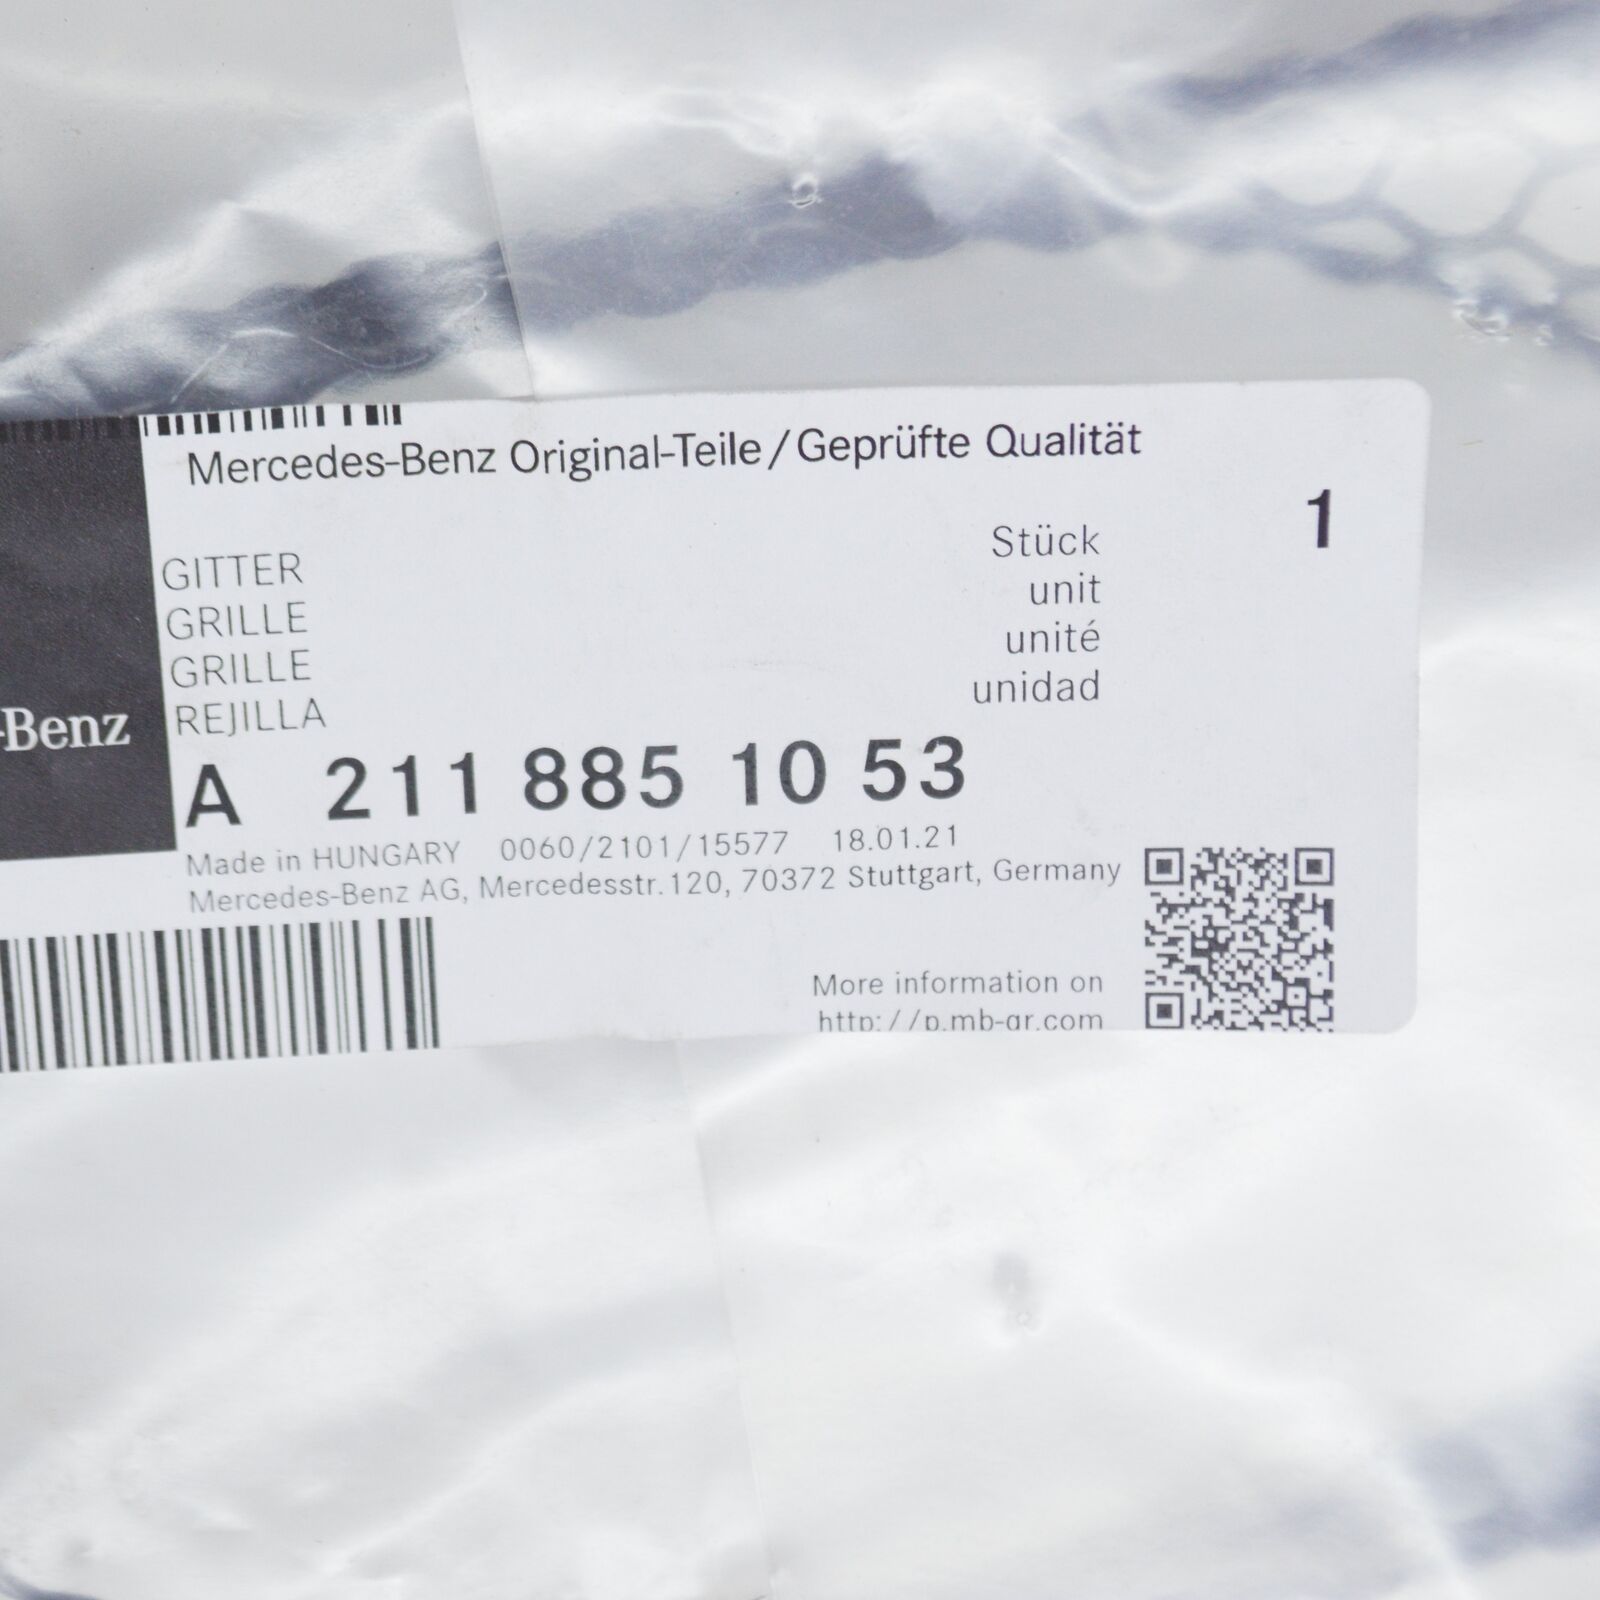 Mercedes-Benz Original-Teile/Geprüfte Qualität
GITTER
GRILLE
GRILLE
REJILLA
Stück
unit
unité
unidad
1
-Benz
A 211 885 10 53
Made in HUNGARY 0060/2101/15577 18.01.21
Mercedes-Benz AG, Mercedesstr.120, 70372 Stuttgart, Germany
More information on
http://p.mb-qr.com